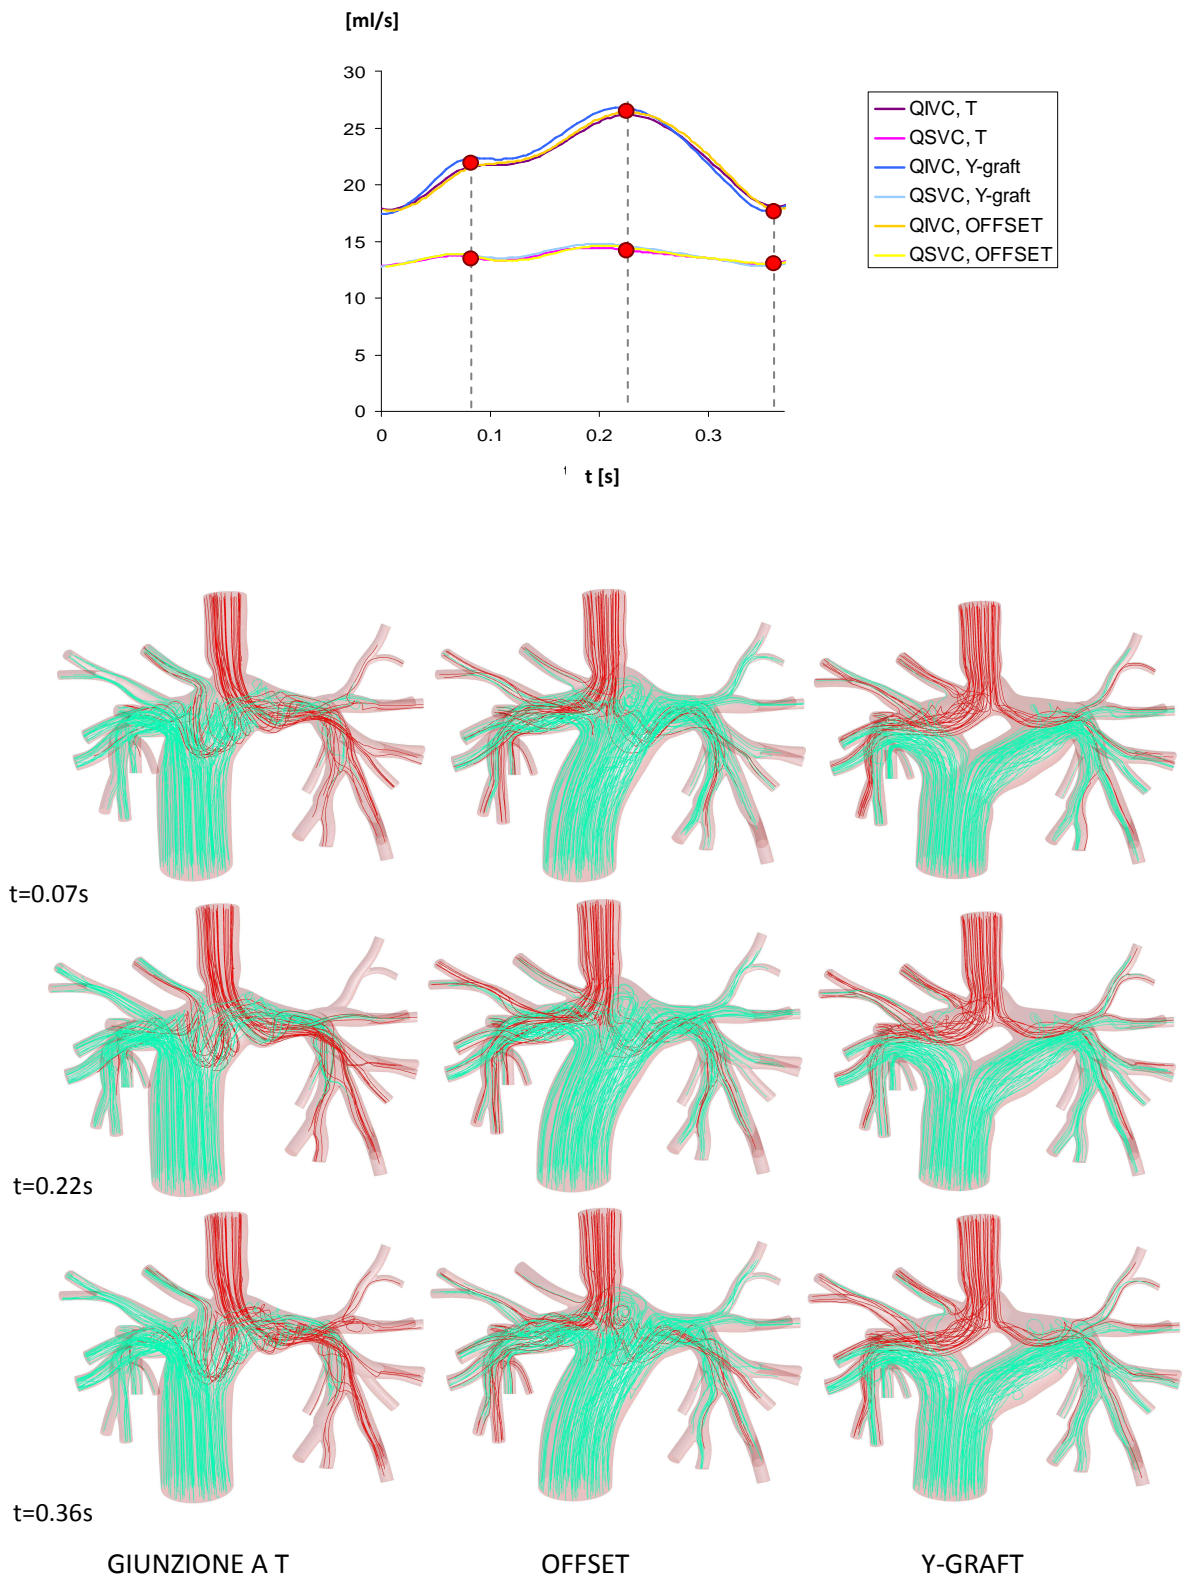 [ml/s]
30
25
20
15
10
5
0
0
0.1
0.2
0.3
t [s]
QIVC, T
QSVC, T
QIVC, Y-graft
QSVC, Y-graft
QIVC, OFFSET
QSVC, OFFSET
t=0.07s
t=0.22s
t=0.36s
GIUNZIONE A T
OFFSET
Y-GRAFT